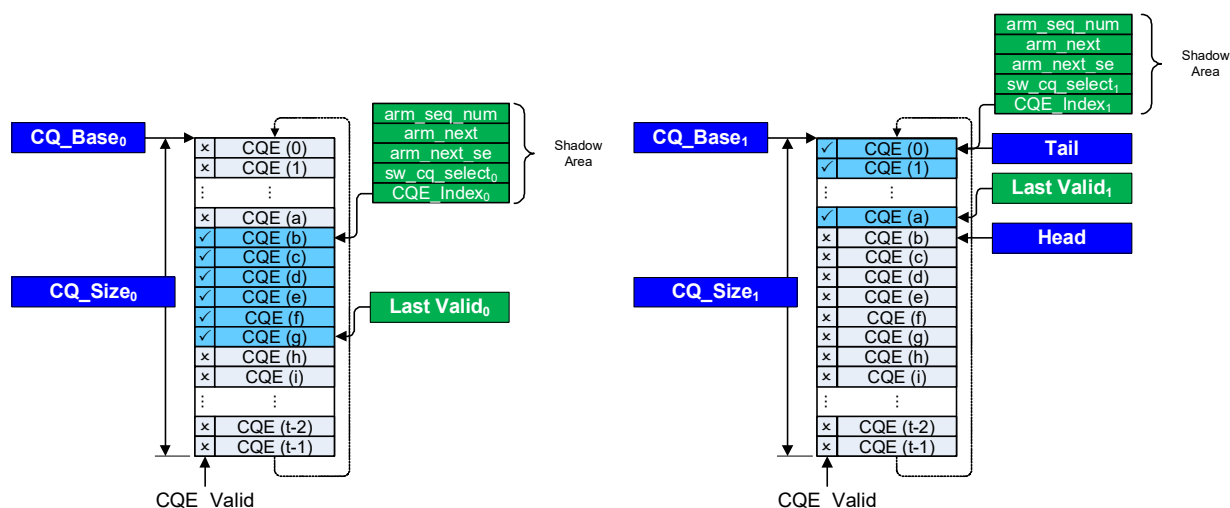 arm_seq_num
arm_next
arm_next_se
sw_cq_select₀
CQE_Index₀
Shadow
Area
CQ_Base₀
CQ_Size₀
Last Valid₀
× CQE (0)
× CQE (1)
⋮ ⋮
× CQE (a)
✓ CQE (b)
✓ CQE (c)
✓ CQE (d)
✓ CQE (e)
✓ CQE (f)
✓ CQE (g)
× CQE (h)
× CQE (i)
⋮ ⋮
× CQE (t-2)
× CQE (t-1)
CQE Valid
arm_seq_num
arm_next
arm_next_se
sw_cq_select₁
CQE_Index₁
Shadow
Area
CQ_Base₁
CQ_Size₁
Tail
Last Valid₁
Head
✓ CQE (0)
✓ CQE (1)
⋮ ⋮
✓ CQE (a)
× CQE (b)
× CQE (c)
× CQE (d)
× CQE (e)
× CQE (f)
× CQE (g)
× CQE (h)
× CQE (i)
⋮ ⋮
× CQE (t-2)
× CQE (t-1)
CQE Valid